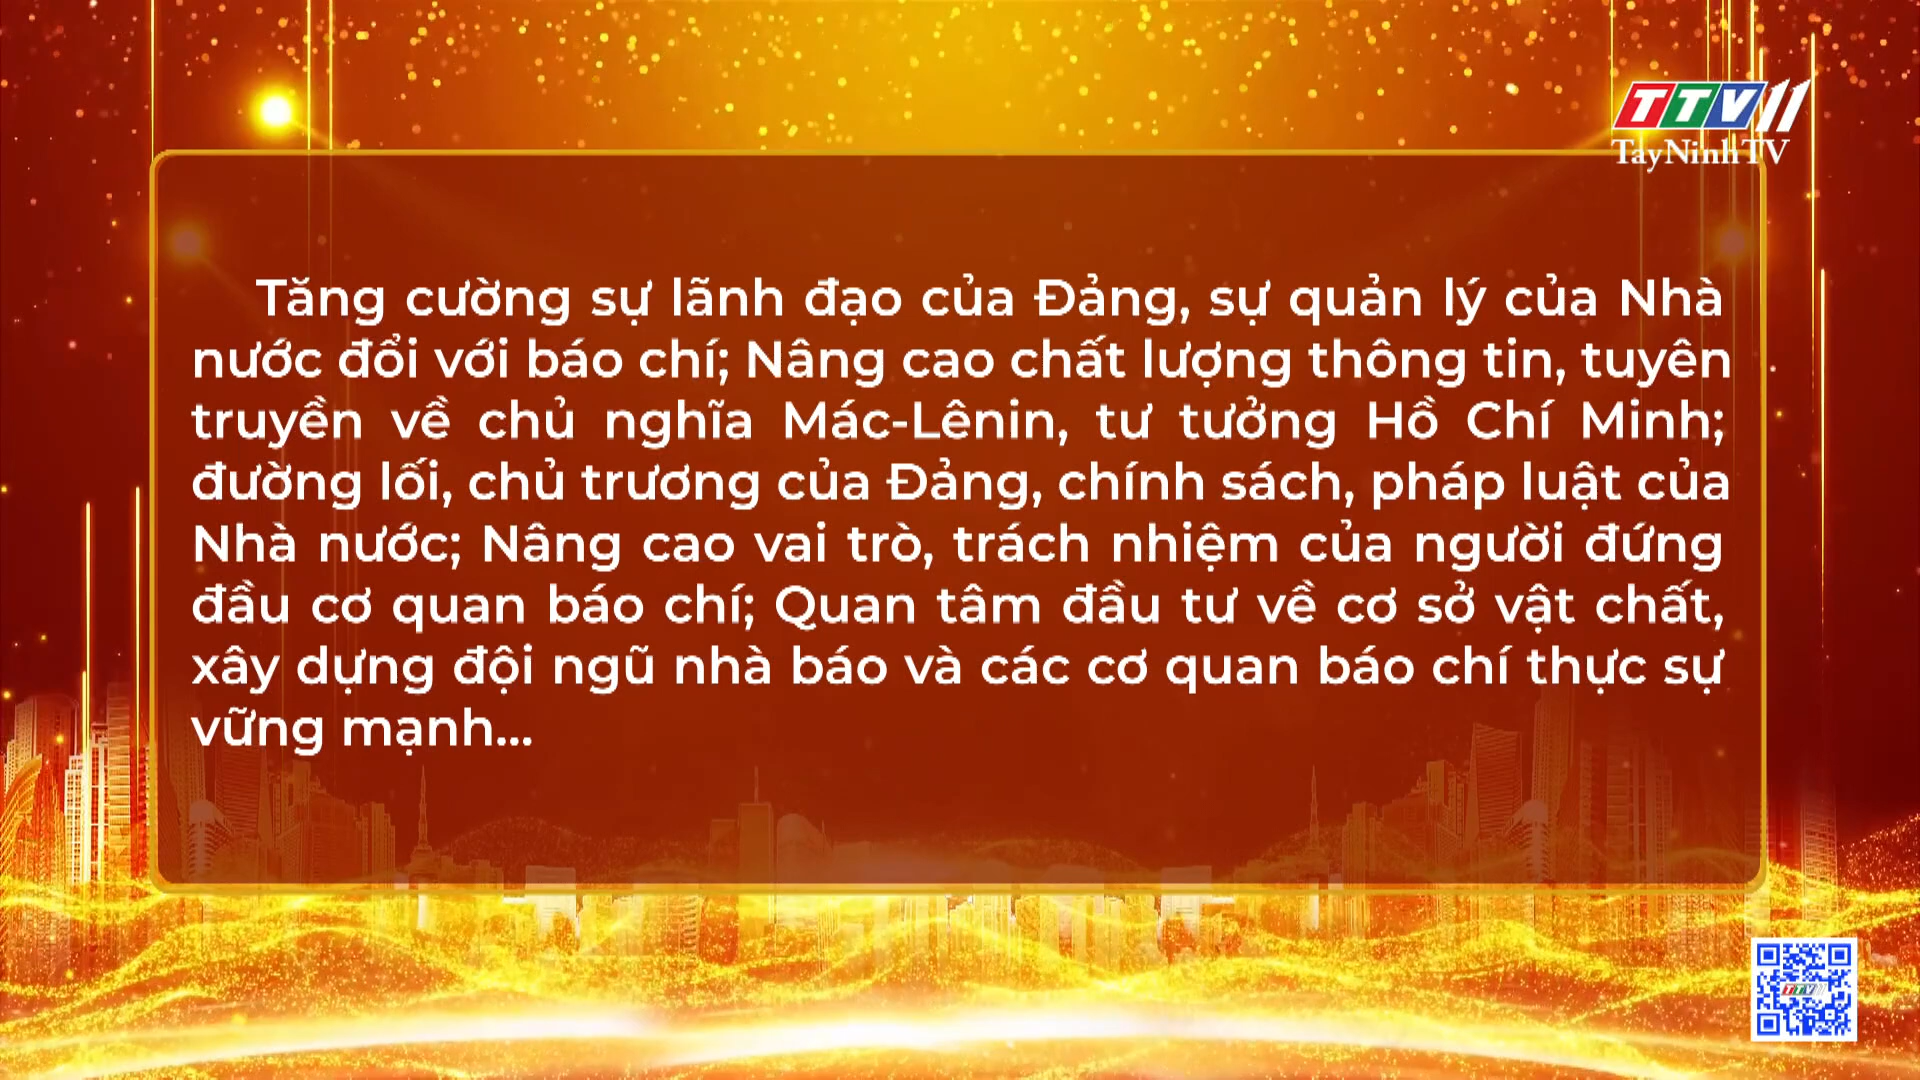 TTV11
TayNinhTV
Tăng cường sự lãnh đạo của Đảng, sự quản lý của Nhà
nước đổi với báo chí; Nâng cao chất lượng thông tin, tuyên
truyền về chủ nghĩa Mác-Lênin, tư tưởng Hồ Chí Minh;
đường lối, chủ trương của Đảng, chính sách, pháp luật của
Nhà nước; Nâng cao vai trò, trách nhiệm của người đứng
đầu cơ quan báo chí; Quan tâm đầu tư về cơ sở vật chất,
xây dựng đội ngũ nhà báo và các cơ quan báo chí thực sự
vững mạnh...
TTV11